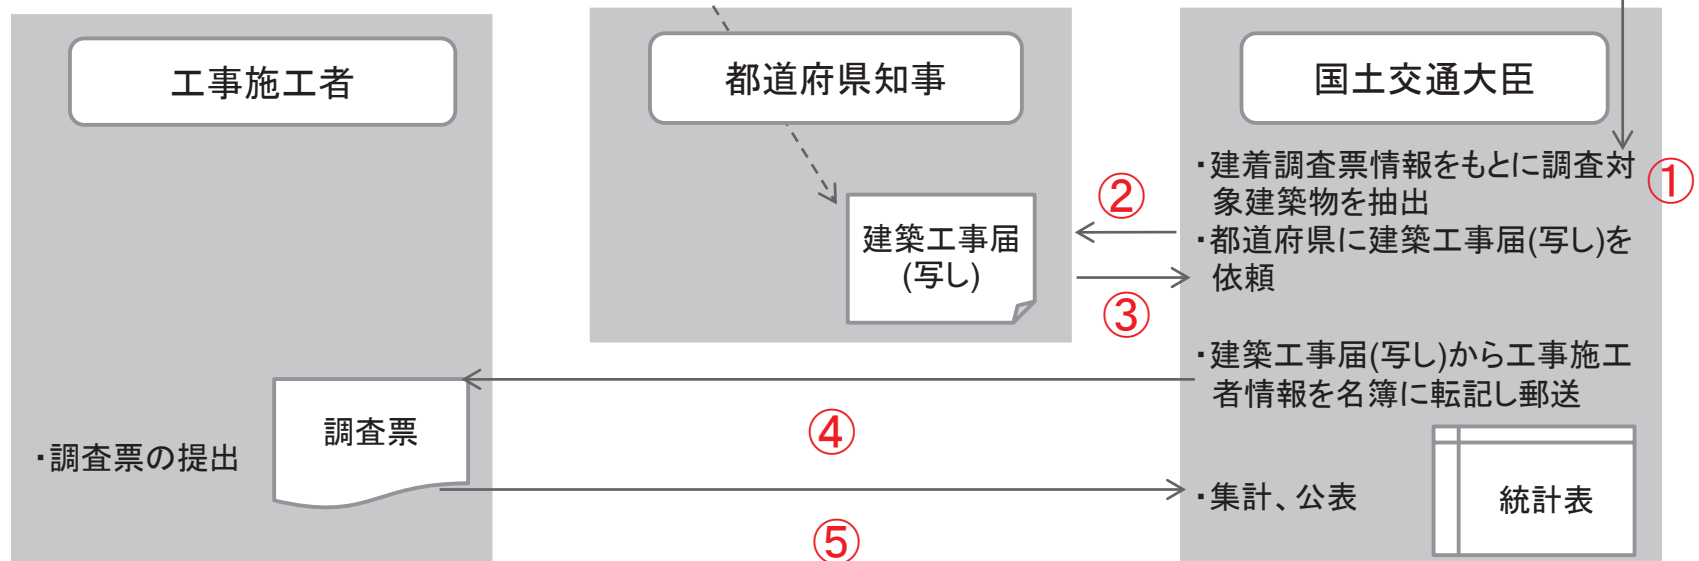 工事施工者
都道府県知事
国土交通大臣
・建着調査票情報をもとに調査対
象建築物を抽出
①
②
・都道府県に建築工事届(写し)を
依頼
建築工事届
(写し)
③
・建築工事届(写し)から工事施工
者情報を名簿に転記し郵送
④
調査票
・調査票の提出
・集計、公表
統計表
⑤